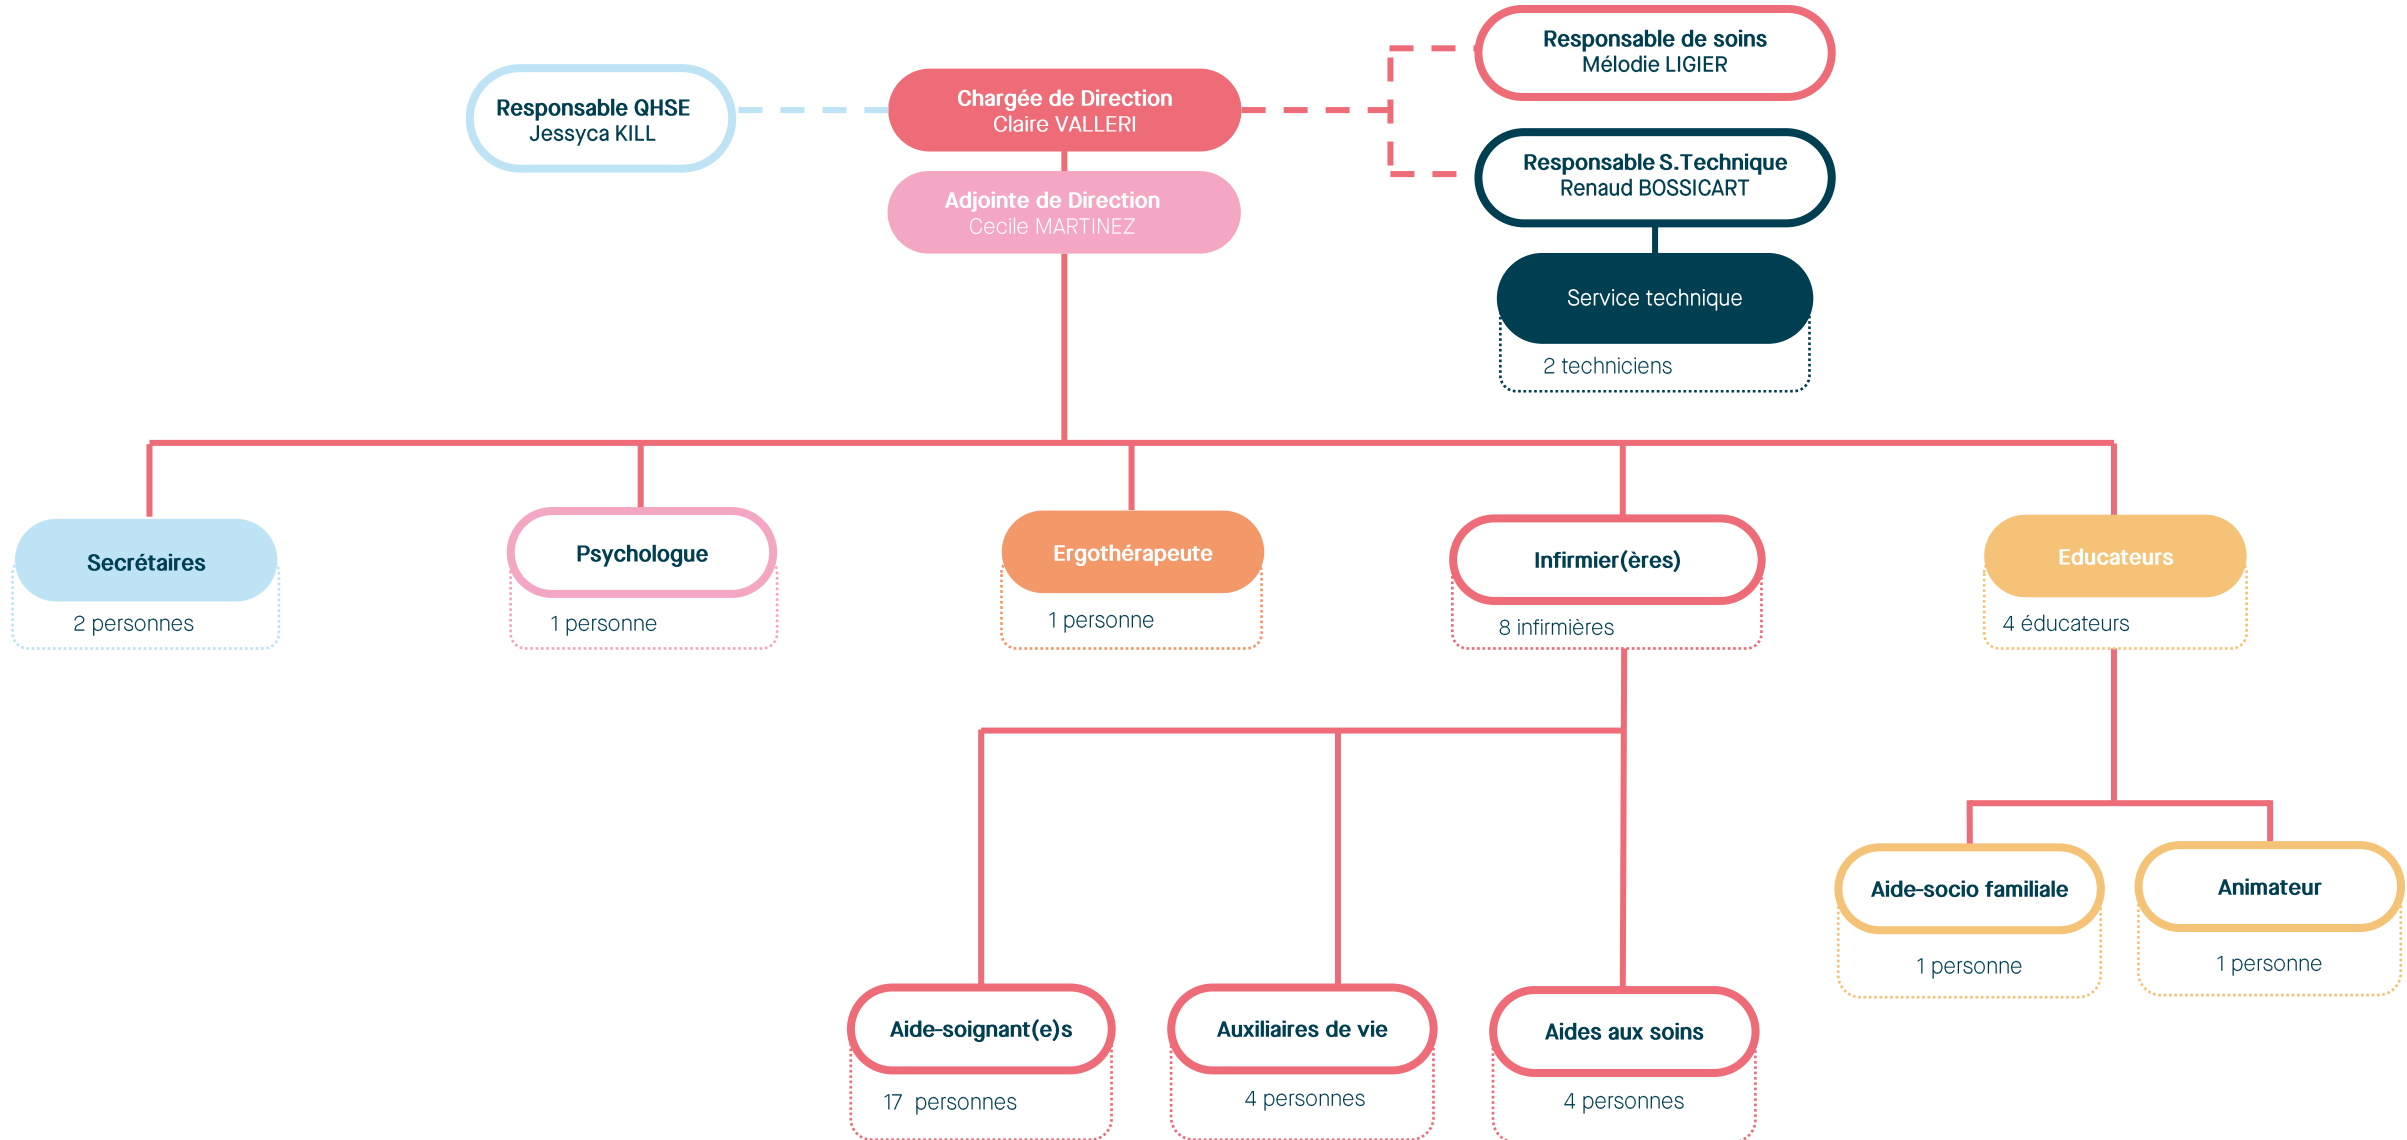 Responsable de soins
Mélodie LIGIER
Responsable QHSE
Jessyca KILL
Chargée de Direction
Claire VALLERI
Responsable S.Technique
Renaud BOSSICART
Adjointe de Direction
Cecile MARTINEZ
Service technique
2 techniciens
Secrétaires
2 personnes
Psychologue
1 personne
Ergothérapeute
1 personne
Infirmier(ères)
8 infirmières
Educateurs
4 éducateurs
Aide-socio familiale
1 personne
Animateur
1 personne
Aide-soignant(e)s
17 personnes
Auxiliaires de vie
4 personnes
Aides aux soins
4 personnes